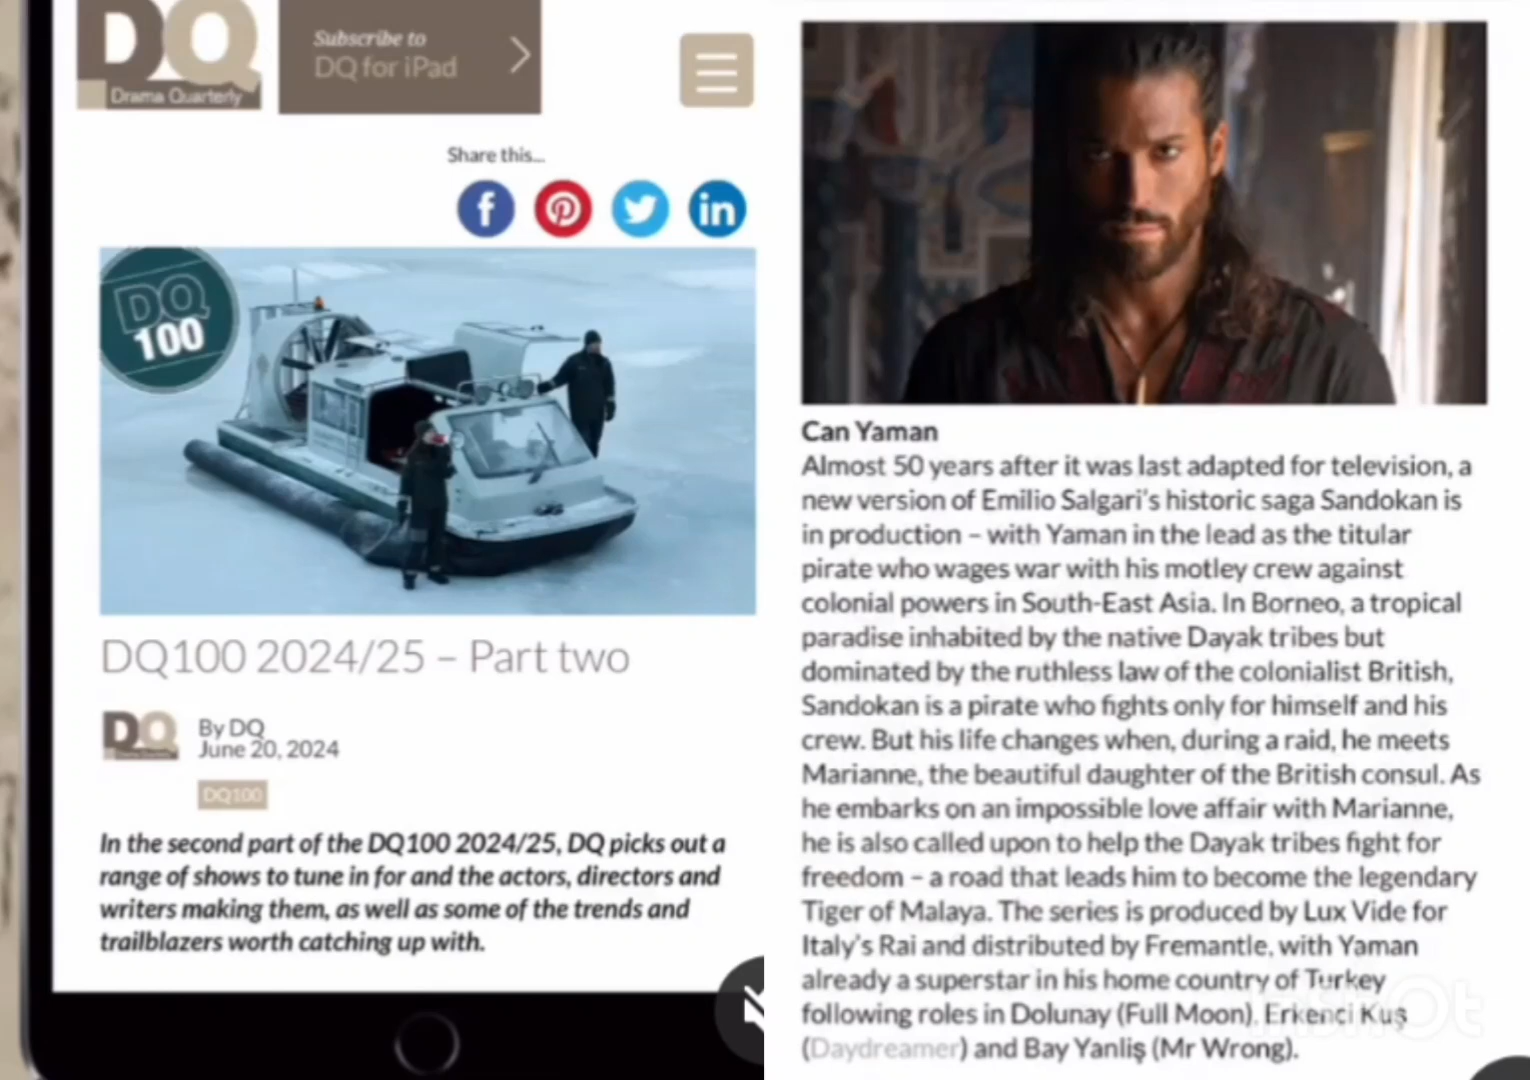 DQ
Drama Quarterly
Subscribe to
DQ for iPad
Share this...
DQ
100
DQ100 2024/25 – Part two
DQ
By DQ
June 20, 2024
DQ100
In the second part of the DQ100 2024/25, DQ picks out a
range of shows to tune in for and the actors, directors and
writers making them, as well as some of the trends and
trailblazers worth catching up with.
Can Yaman
Almost 50 years after it was last adapted for television, a
new version of Emilio Salgari's historic saga Sandokan is
in production – with Yaman in the lead as the titular
pirate who wages war with his motley crew against
colonial powers in South-East Asia. In Borneo, a tropical
paradise inhabited by the native Dayak tribes but
dominated by the ruthless law of the colonialist British,
Sandokan is a pirate who fights only for himself and his
crew. But his life changes when, during a raid, he meets
Marianne, the beautiful daughter of the British consul. As
he embarks on an impossible love affair with Marianne,
he is also called upon to help the Dayak tribes fight for
freedom – a road that leads him to become the legendary
Tiger of Malaya. The series is produced by Lux Vide for
Italy's Rai and distributed by Fremantle, with Yaman
already a superstar in his home country of Turkey
following roles in Dolunay (Full Moon), Erkenci Kuş
(Daydreamer) and Bay Yanliş (Mr Wrong).
InShOt